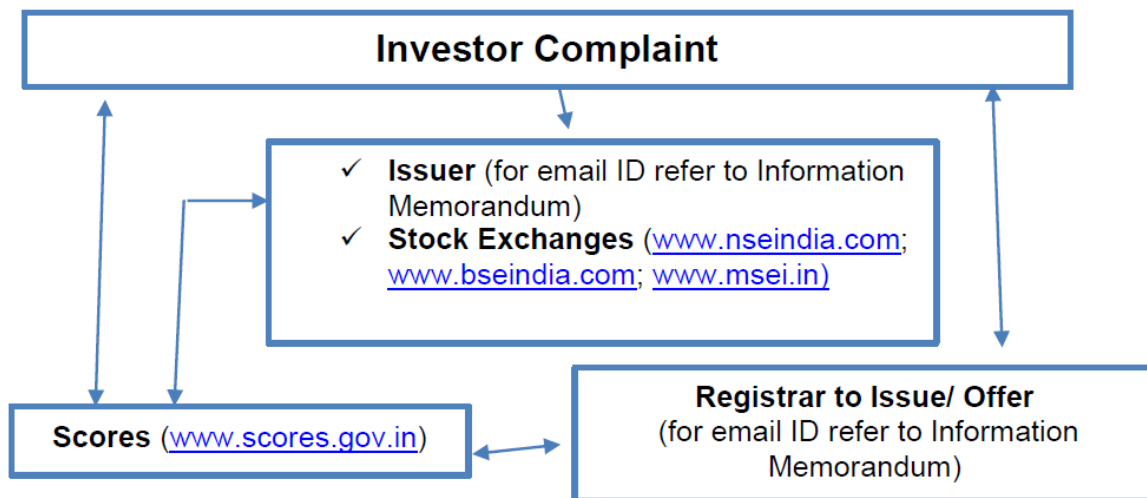 Investor Complaint
✓ Issuer (for email ID refer to Information
Memorandum)
✓ Stock Exchanges (www.nseindia.com;
www.bseindia.com; www.msei.in)
Registrar to Issue/ Offer
(for email ID refer to Information
Memorandum)
Scores (www.scores.gov.in)